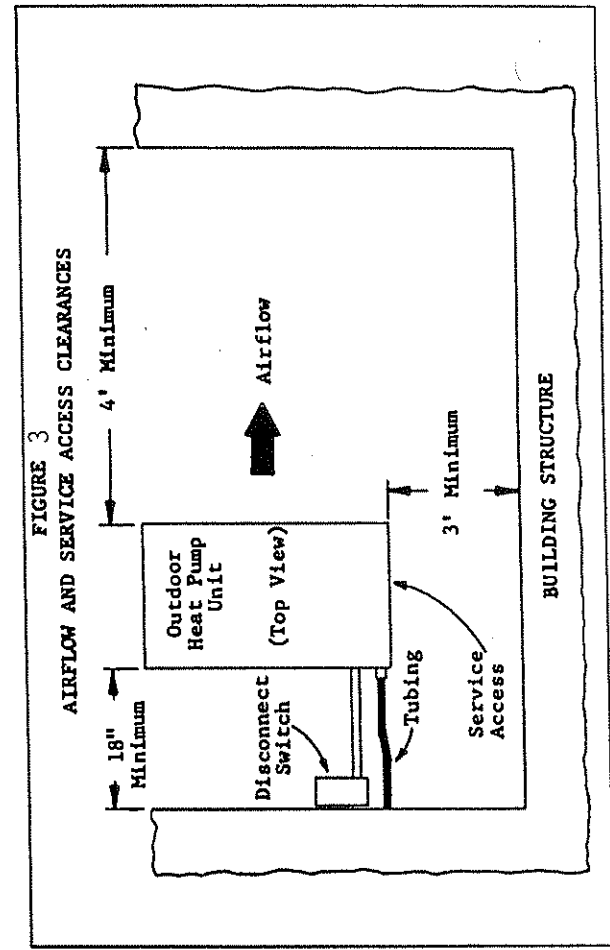 FIGURE 3
AIRFLOW AND SERVICE ACCESS CLEARANCES
18"
Minimum
4' Minimum
Outdoor
Heat Pump
Unit
(Top View)
Airflow
Disconnect
Switch
Tubing
Service
Access
3' Minimum
BUILDING STRUCTURE